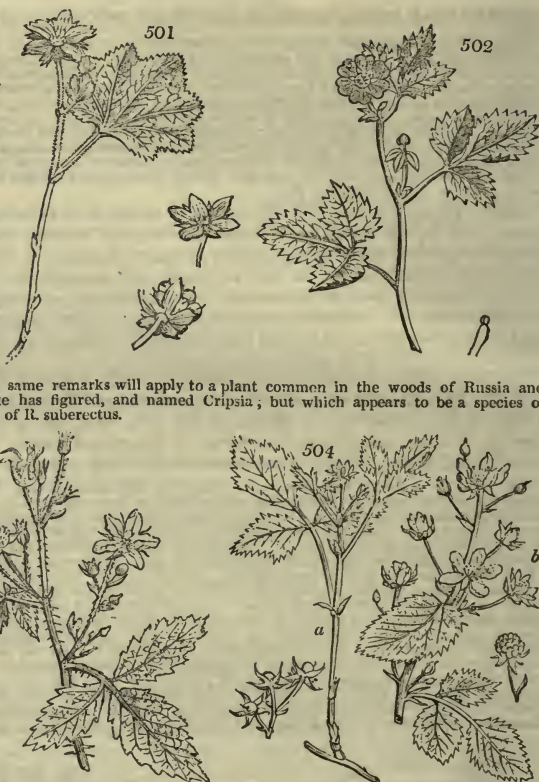 501
502
same remarks will apply to a plant common in the woods of Russia and
has figured, and named Cripsia; but which appears to be a species
of R. suberectus.
504
a
b